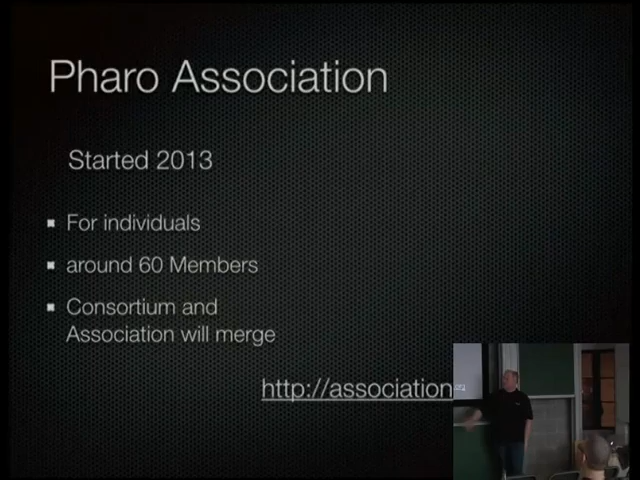 Pharo Association
Started 2013
For individuals
around 60 Members
Consortium and
Association will merge
http://association